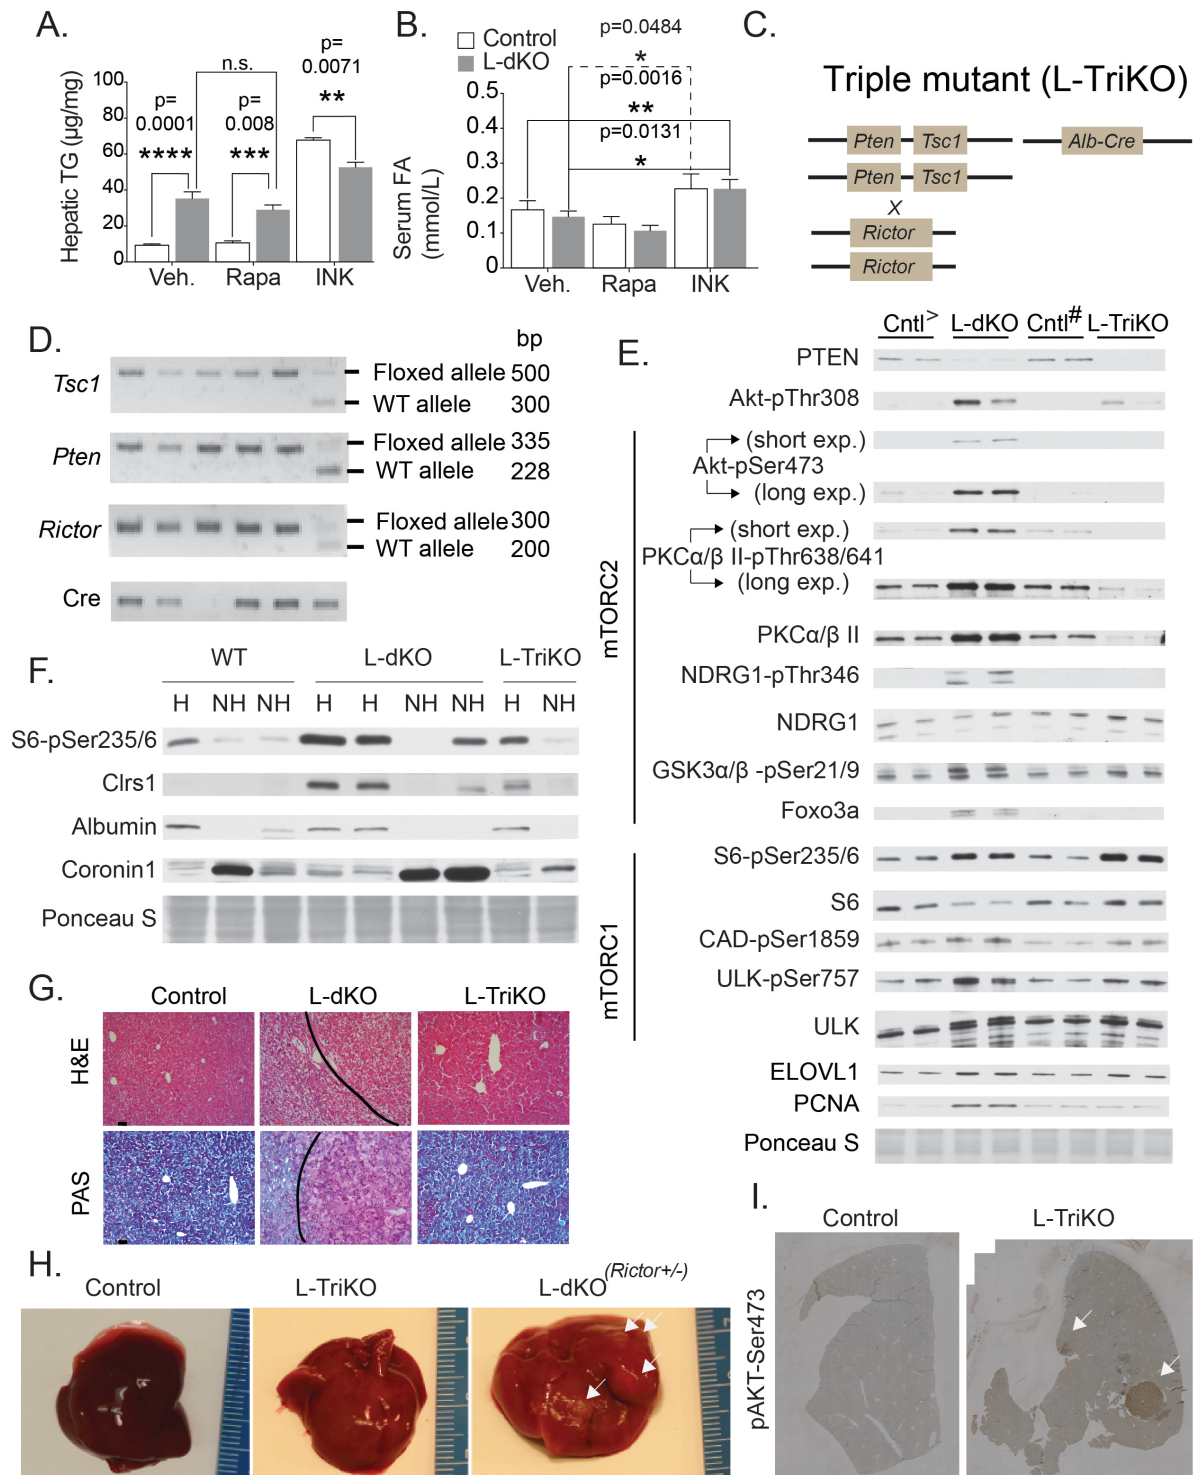 A.
p=
0.0001
****
n.s.
p=
0.008
***
p=
0.0071
**
Hepatic TG (µg/mg)
100
80
60
40
20
0
Veh. Rapa INK
B.
Control
L-dKO
p=0.0484
*
p=0.0016
**
p=0.0131
*
Serum FA
(mmol/L)
0.5
0.4
0.3
0.2
0.1
0
Veh. Rapa INK
C.
Triple mutant (L-TriKO)
Pten Tsc1 Alb-Cre
Pten Tsc1
X
Rictor
Rictor
D.
bp
Tsc1
Floxed allele 500
WT allele 300
Pten
Floxed allele 335
WT allele 228
Rictor
Floxed allele 300
WT allele 200
Cre
E.
Cntl> L-dKO Cntl# L-TriKO
PTEN
Akt-pThr308
mTORC2
(short exp.)
Akt-pSer473
(long exp.)
(short exp.)
PKCα/β II-pThr638/641
(long exp.)
PKCα/β II
NDRG1-pThr346
NDRG1
GSK3α/β -pSer21/9
Foxo3a
mTORC1
S6-pSer235/6
S6
CAD-pSer1859
ULK-pSer757
ULK
ELOVL1
PCNA
Ponceau S
F.
WT L-dKO L-TriKO
H NH NH H H NH NH H NH
S6-pSer235/6
Clrs1
Albumin
Coronin1
Ponceau S
G.
Control L-dKO L-TriKO
H&E
PAS
H.
Control L-TriKO L-dKO(Rictor+/-)
I.
Control L-TriKO
pAKT-Ser473